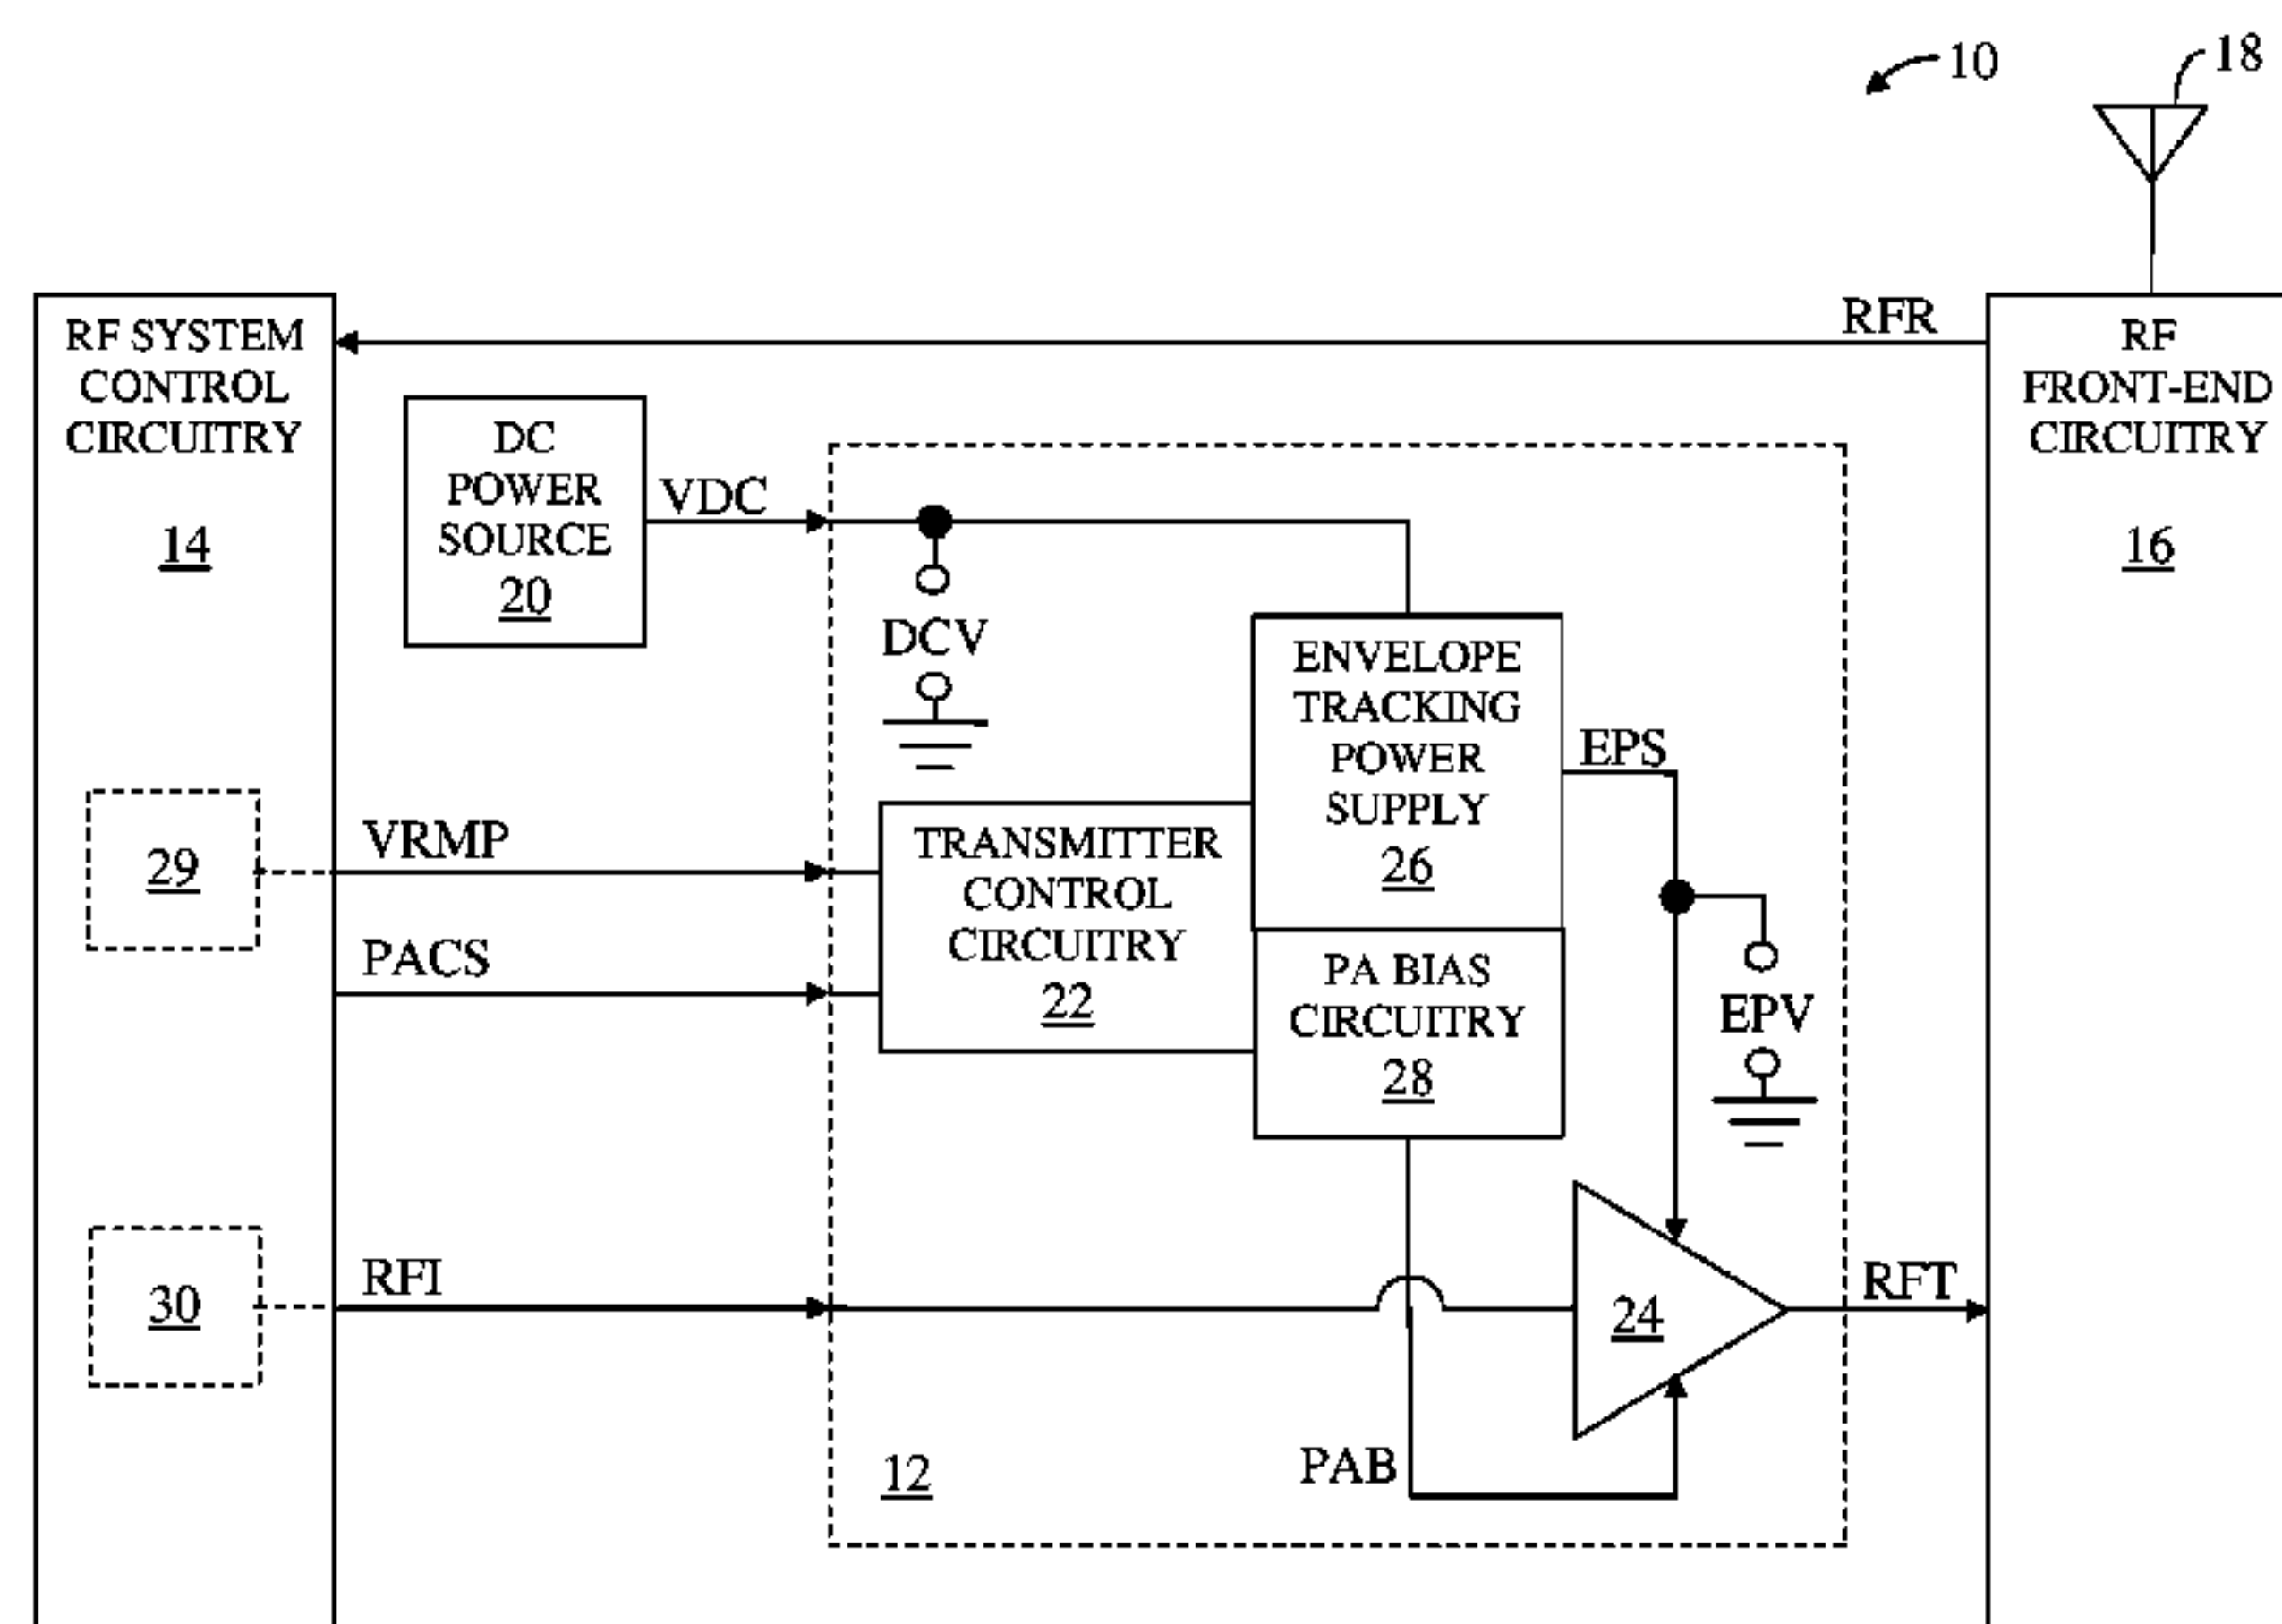 10
18
RF SYSTEM
CONTROL
CIRCUITRY
14
RFR
RF
FRONT-END
CIRCUITRY
16
DC
POWER
SOURCE
20
VDC
DCV
ENVELOPE
TRACKING
POWER
SUPPLY
26
EPS
29
VRMP
PACS
TRANSMITTER
CONTROL
CIRCUITRY
22
PA BIAS
CIRCUITRY
28
EPV
30
RFI
24
RFT
PAB
12